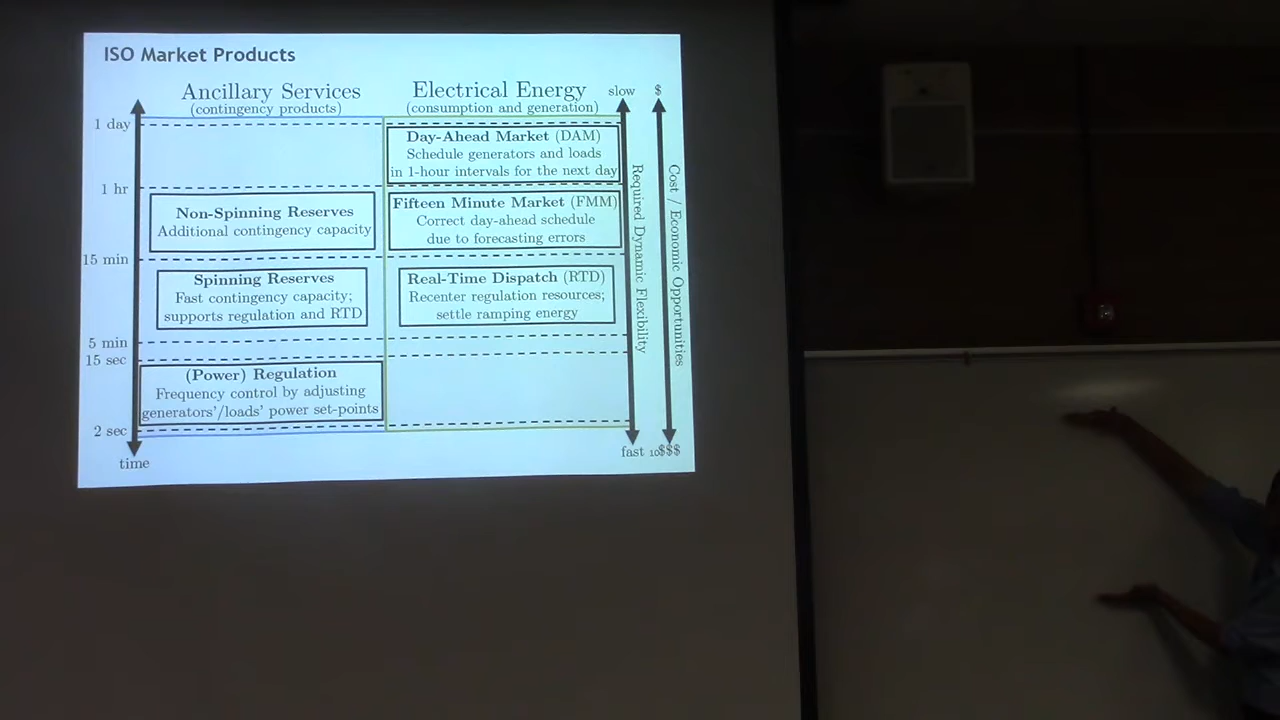 ISO Market Products
Ancillary Services
(contingency products)
Electrical Energy
(consumption and generation)
slow
$
1 day
Day-Ahead Market (DAM)
Schedule generators and loads
in 1-hour intervals for the next day
1 hr
Non-Spinning Reserves
Additional contingency capacity
Fifteen Minute Market (FMM)
Correct day-ahead schedule
due to forecasting errors
15 min
Spinning Reserves
Fast contingency capacity;
supports regulation and RTD
Real-Time Dispatch (RTD)
Recenter regulation resources;
settle ramping energy
Required Dynamic Flexibility
Cost / Economic Opportunities
5 min
15 sec
(Power) Regulation
Frequency control by adjusting
generators'/loads' power set-points
2 sec
time
fast
10$$$